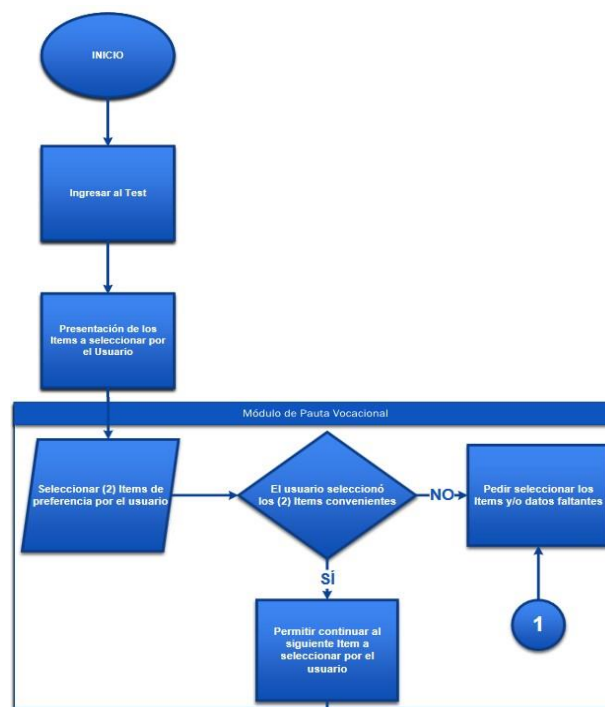 INICIO
Ingresar al Test
Presentación de los
Items a seleccionar por
el Usuario
Módulo de Pauta Vocacional
Seleccionar (2) Items de
preferencia por el usuario
El usuario seleccionó
los (2) Items convenientes
NO
Pedir seleccionar los
Items y/o datos faltantes
SÍ
1
Permitir continuar al
siguiente Item a
seleccionar por el
usuario